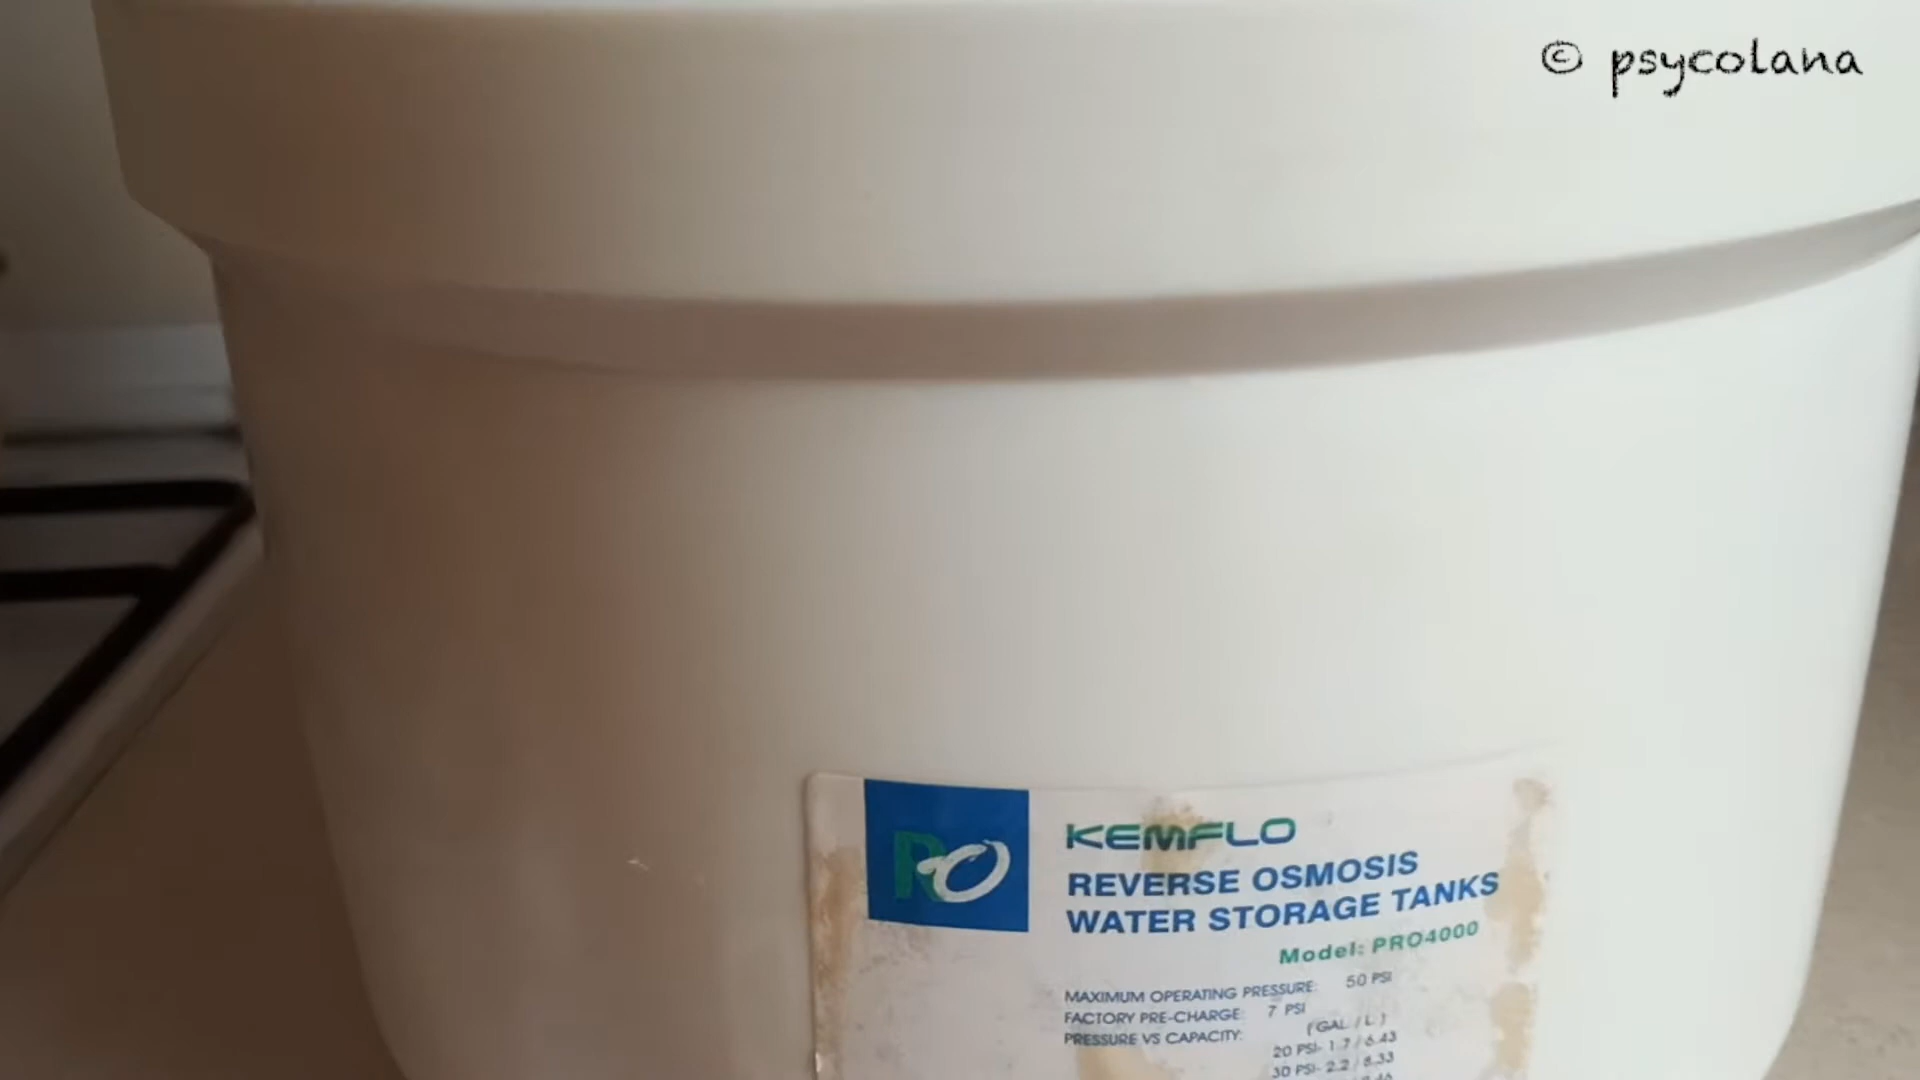 © psycolana
RO
KEMFLO
REVERSE OSMOSIS
WATER STORAGE TANKS
Model: PRO4000
MAXIMUM OPERATING PRESSURE: 50 PSI
FACTORY PRE-CHARGE: 7 PSI
PRESSURE VS CAPACITY: (GAL / L)
20 PSI- 1.7 / 6.43
30 PSI- 2.2 / 8.33